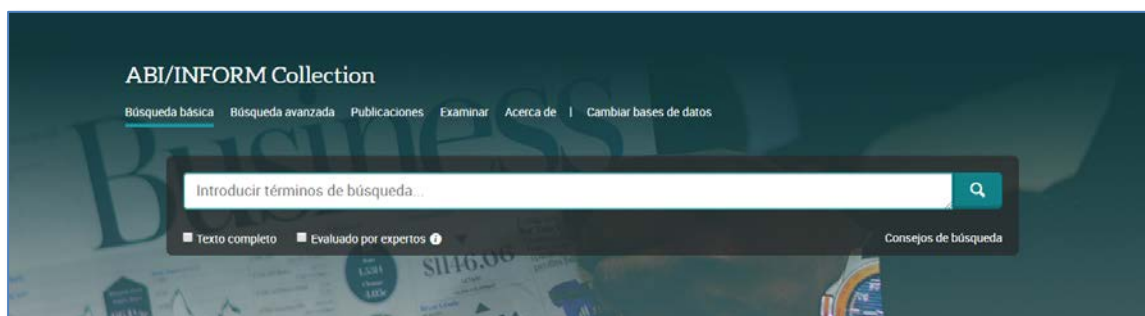 ABI/INFORM Collection
Búsqueda básica Búsqueda avanzada Publicaciones Examinar Acerca de | Cambiar bases de datos
Business
Introducir términos de búsqueda...
Texto completo Evaluado por expertos
Consejos de búsqueda